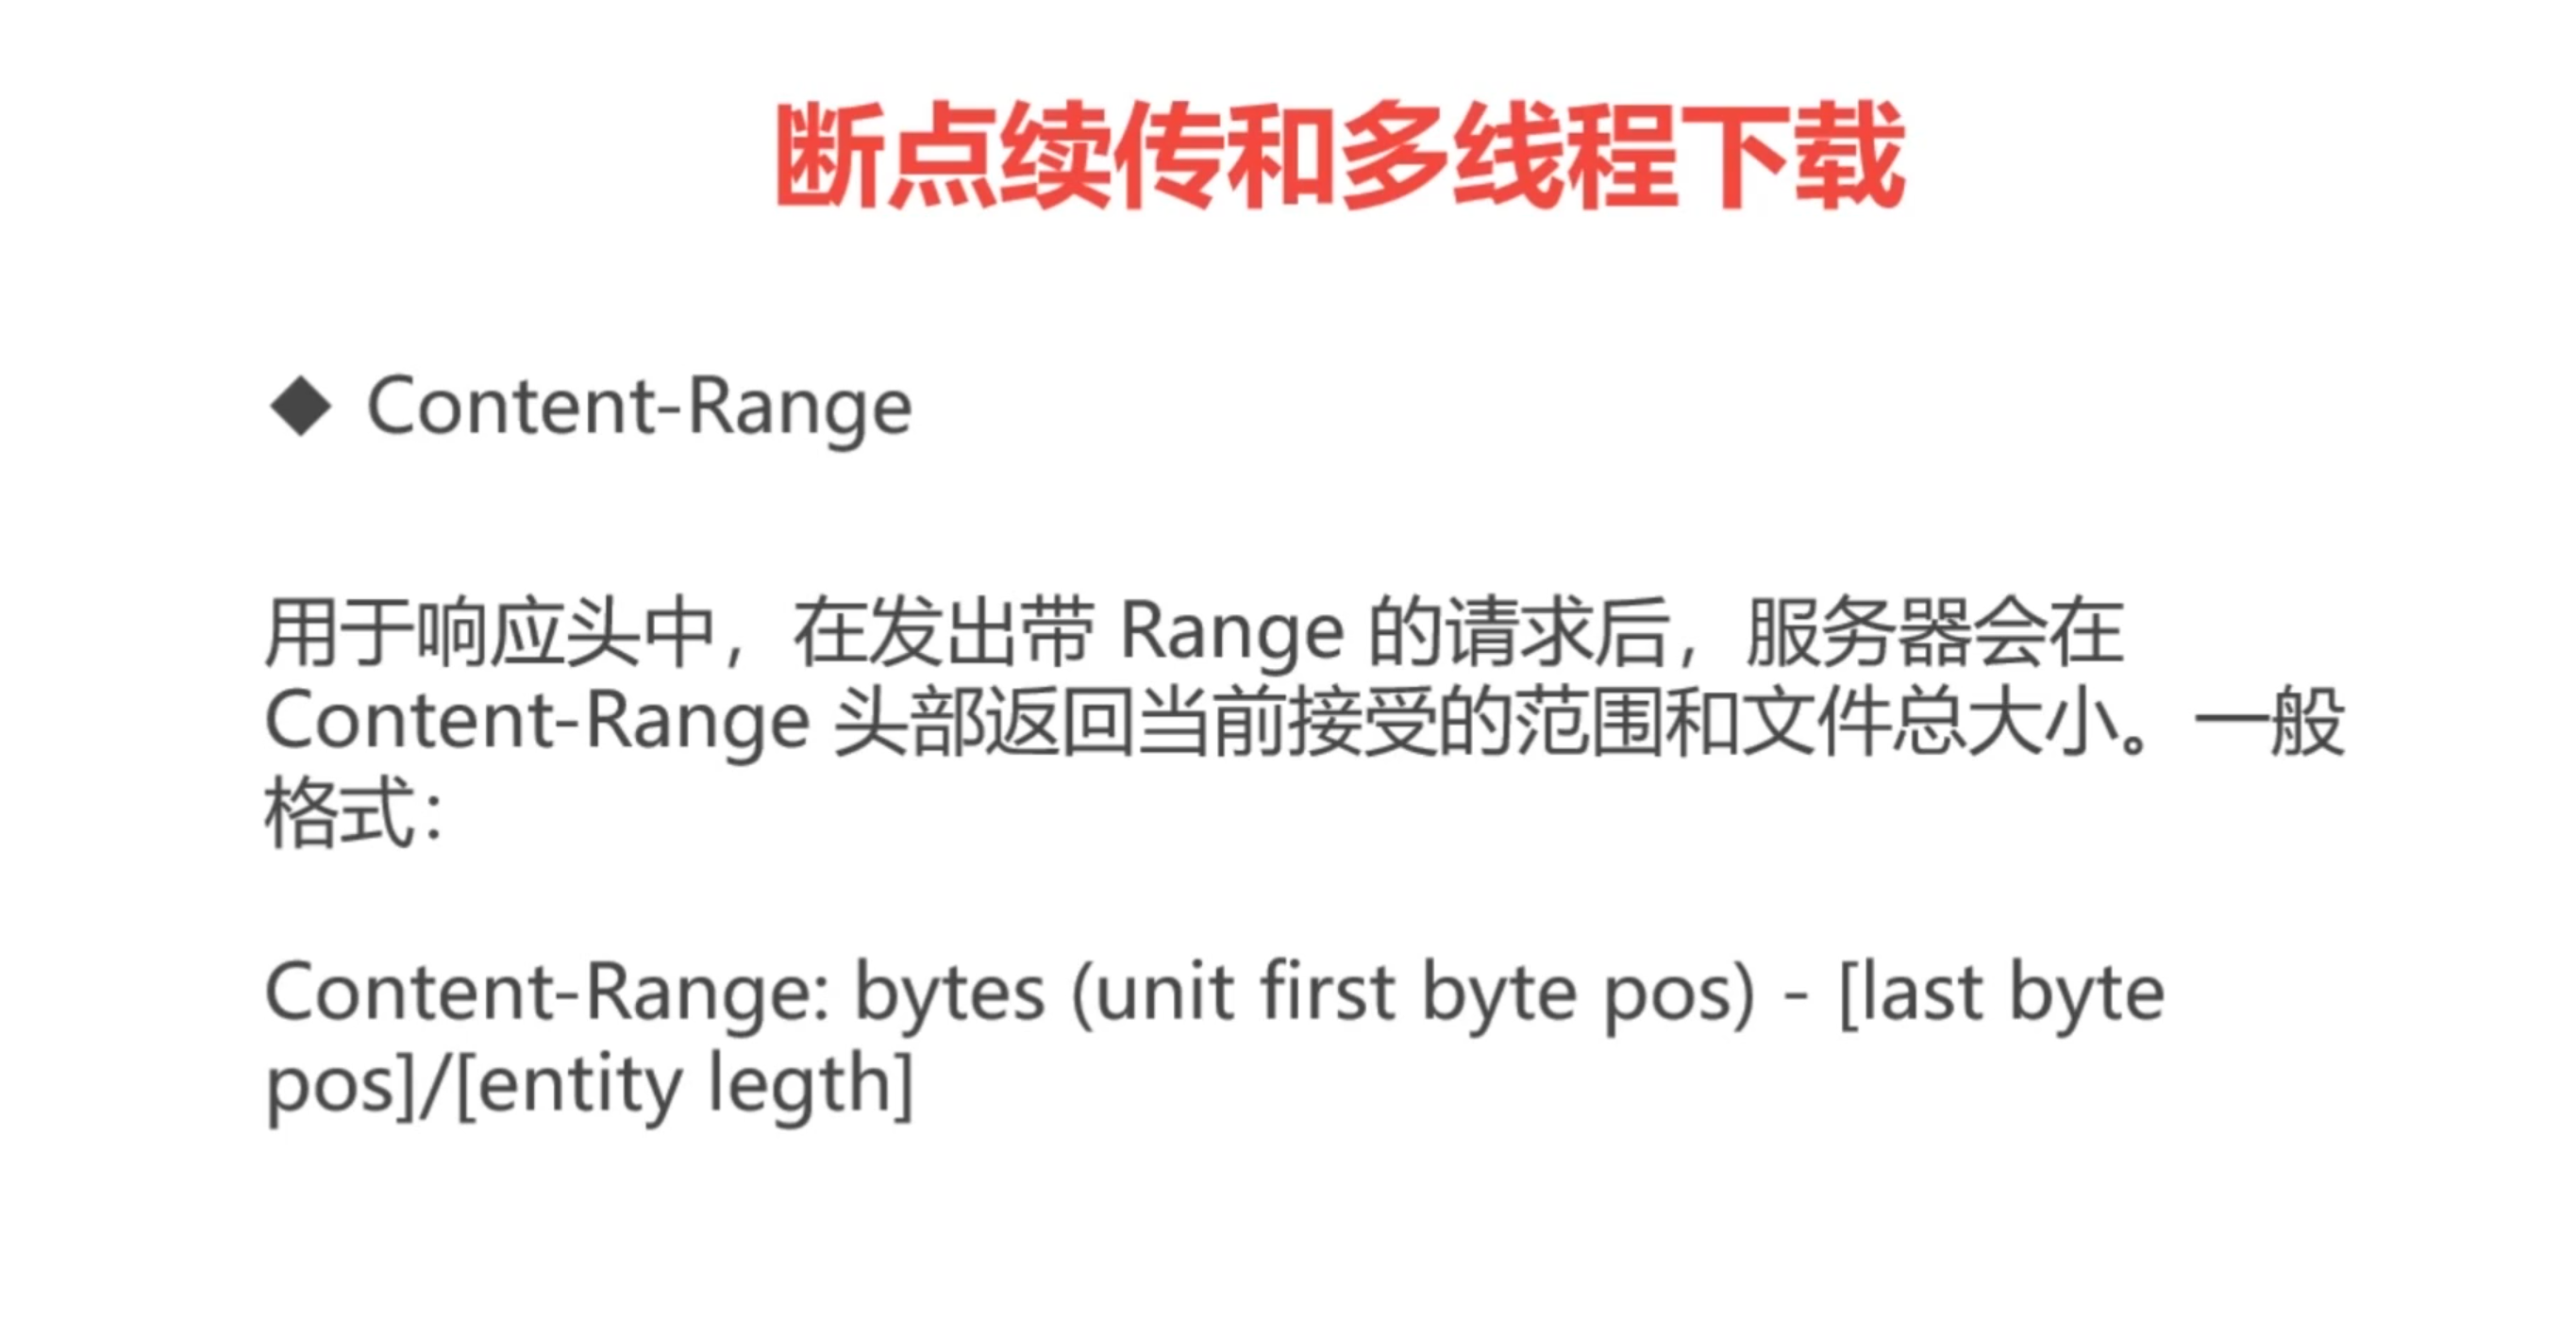 断点续传和多线程下载
◆ Content-Range
用于响应头中，在发出带 Range 的请求后，服务器会在
Content-Range 头部返回当前接受的范围和文件总大小。一般
格式：
Content-Range: bytes (unit first byte pos) - [last byte
pos]/[entity legth]